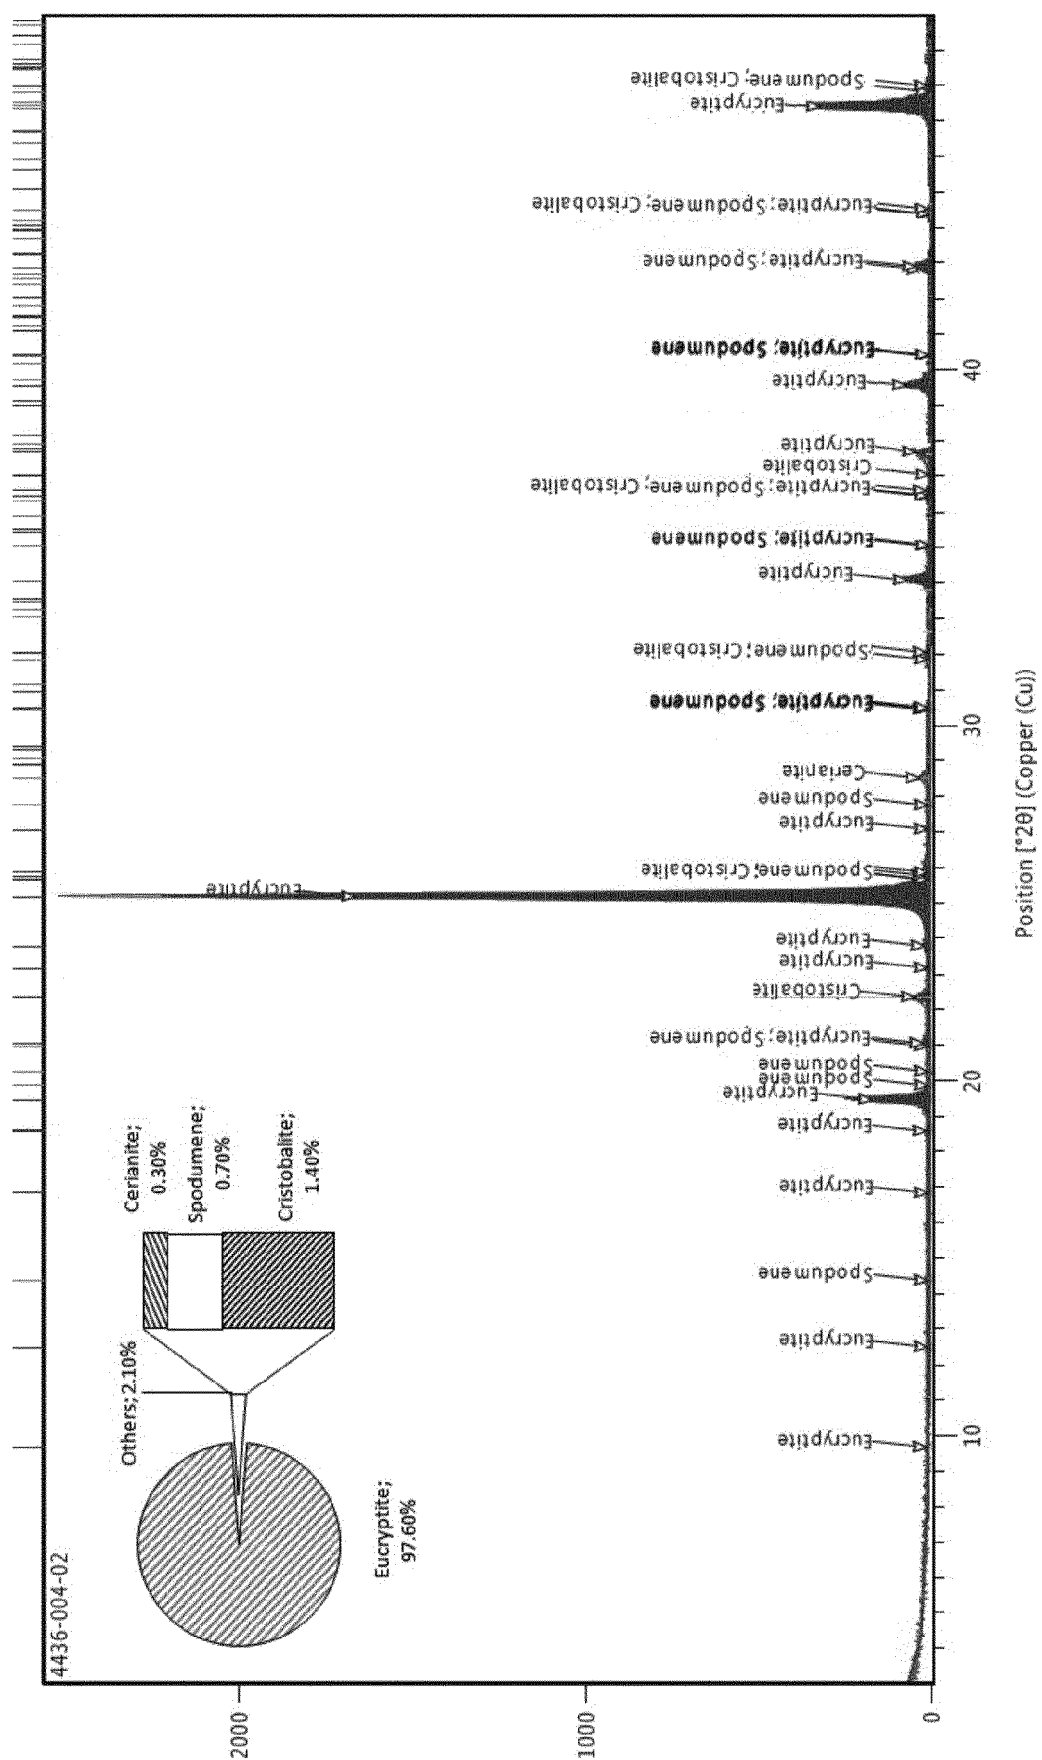 4436-004-02
Others; 2.10%
Cerianite;
0.30%
Spodumene;
0.70%
Cristobalite;
1.40%
Eucryptite;
97.60%
2000
1000
0
Eucryptite
Eucryptite
Spodumene
Eucryptite
Eucryptite
Eucryptite
Spodumene
Spodumene
Eucryptite; Spodumene
Cristobalite
Eucryptite
Eucryptite
Eucryptite
Spodumene; Cristobalite
Eucryptite
Spodumene
Cerianite
Eucryptite; Spodumene
Spodumene; Cristobalite
Eucryptite
Eucryptite; Spodumene
Eucryptite; Spodumene; Cristobalite
Cristobalite
Eucryptite
Eucryptite
Eucryptite; Spodumene
Eucryptite; Spodumene
Eucryptite; Spodumene; Cristobalite
Eucryptite
Spodumene; Cristobalite
10
20
30
40
Position [°2θ] (Copper (Cu))